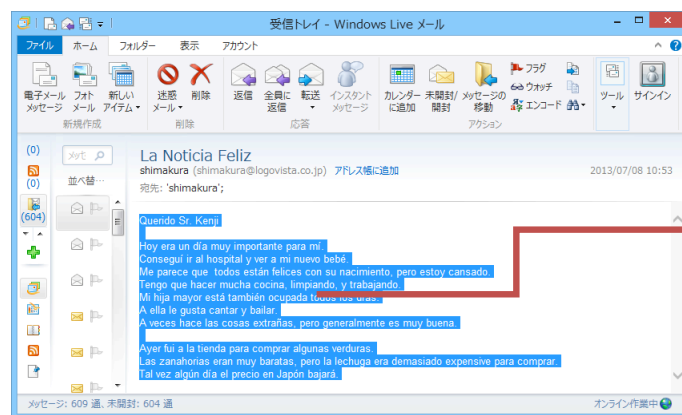 受信トレイ - Windows Live メール
ファイル ホーム フォルダー 表示 アカウント
電子メール メッセージ フォト メール 新しい アイテム 迷惑 メール 削除 返信 全員に 返信 転送 インスタント メッセージ カレンダー に追加 未開封/ 開封 メッセージの 移動 フラグ ウォッチ エンコード ツール サインイン
新規作成 削除 応答 アクション
(0)
(0)
(604)
並べ替…
La Noticia Feliz
shimakura (shimakura@logovista.co.jp) アドレス帳に追加 2013/07/08 10:53
宛先: 'shimakura';
Querido Sr. Kenji
Hoy era un día muy importante para mí.
Conseguí ir al hospital y ver a mi nuevo bebé.
Me parece que todos están felices con su nacimiento, pero estoy cansado.
Tengo que hacer mucha cocina, limpiando, y trabajando.
Mi hija mayor está también ocupada todos los días.
A ella le gusta cantar y bailar.
A veces hace las cosas extrañas, pero generalmente es muy buena.
Ayer fui a la tienda para comprar algunas verduras.
Las zanahorias eran muy baratas, pero la lechuga era demasiado expensive para comprar.
Tal vez algún día el precio en Japón bajará.
メッセージ: 609 通、未開封: 604 通 オンライン作業中